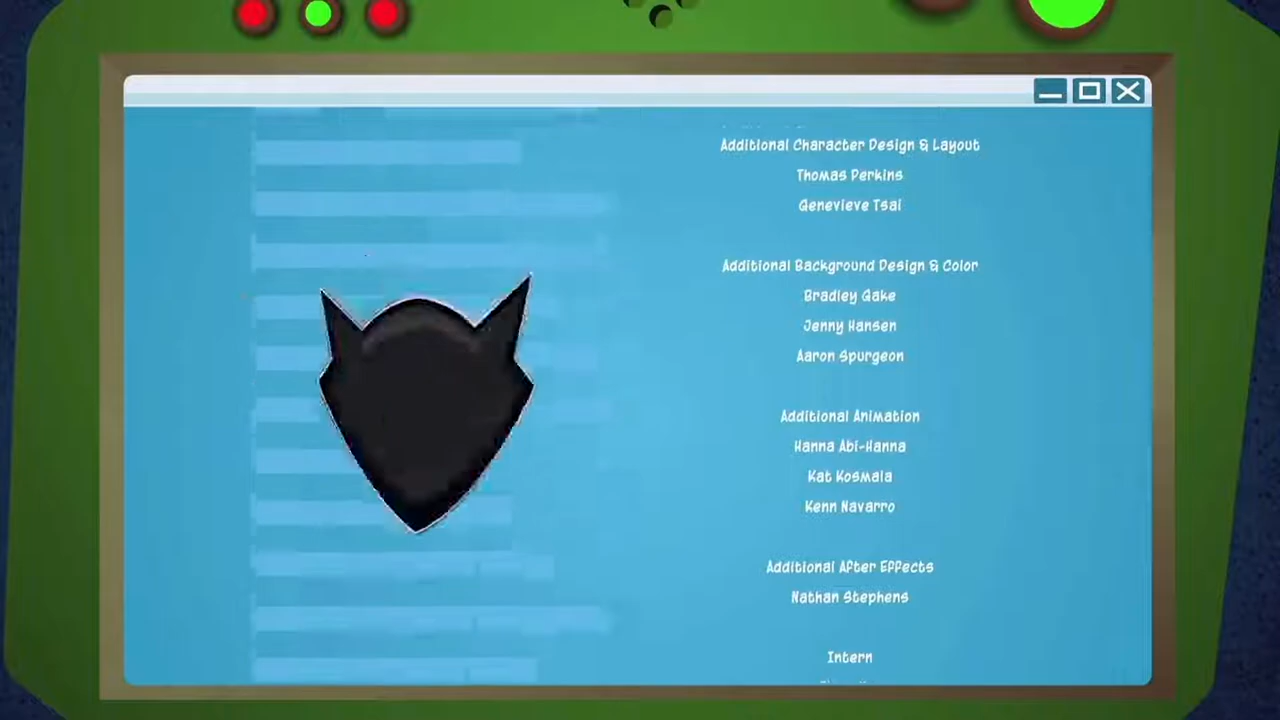 Additional Character Design & Layout
Thomas Perkins
Genevieve Tsai
Additional Background Design & Color
Bradley Gake
Jenny Hansen
Aaron Spurgeon
Additional Animation
Hanna Abi-Hanna
Kat Kosmala
Kenn Navarro
Additional After Effects
Nathan Stephens
Intern